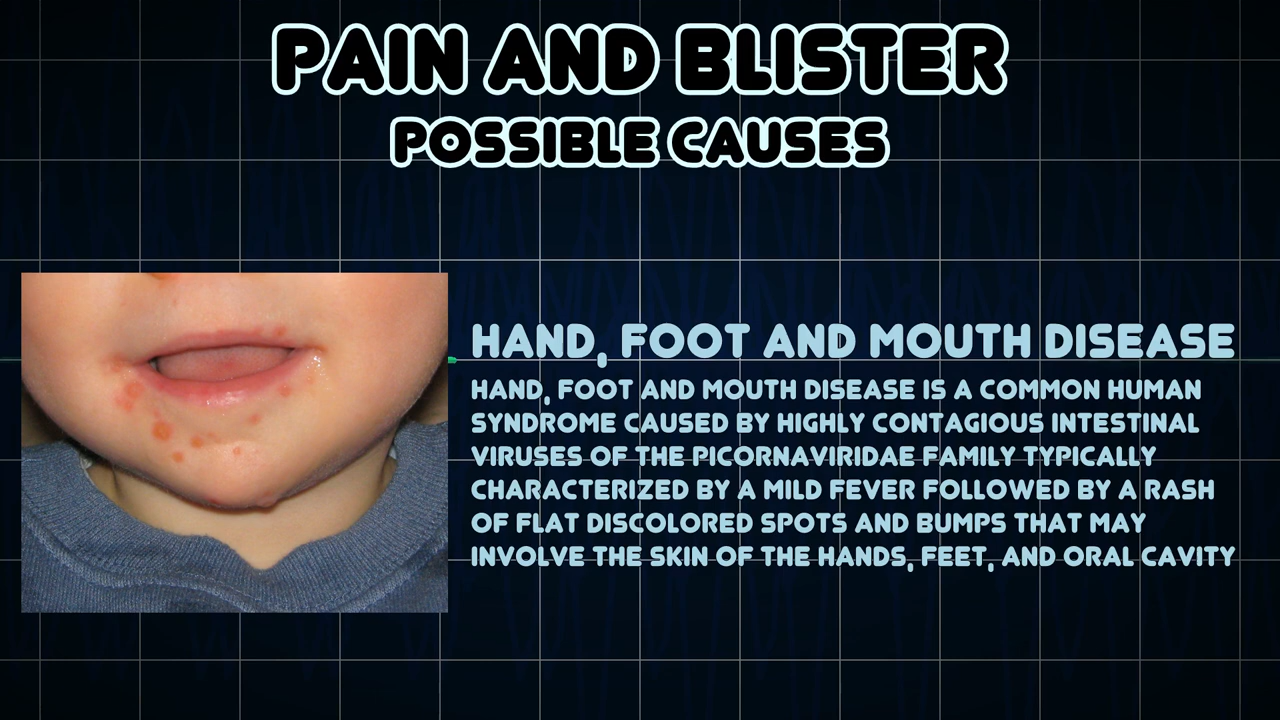 PAIN AND BLISTER
POSSIBLE CAUSES
HAND, FOOT AND MOUTH DISEASE
HAND, FOOT AND MOUTH DISEASE IS A COMMON HUMAN
SYNDROME CAUSED BY HIGHLY CONTAGIOUS INTESTINAL
VIRUSES OF THE PICORNAVIRIDAE FAMILY TYPICALLY
CHARACTERIZED BY A MILD FEVER FOLLOWED BY A RASH
OF FLAT DISCOLORED SPOTS AND BUMPS THAT MAY
INVOLVE THE SKIN OF THE HANDS, FEET, AND ORAL CAVITY